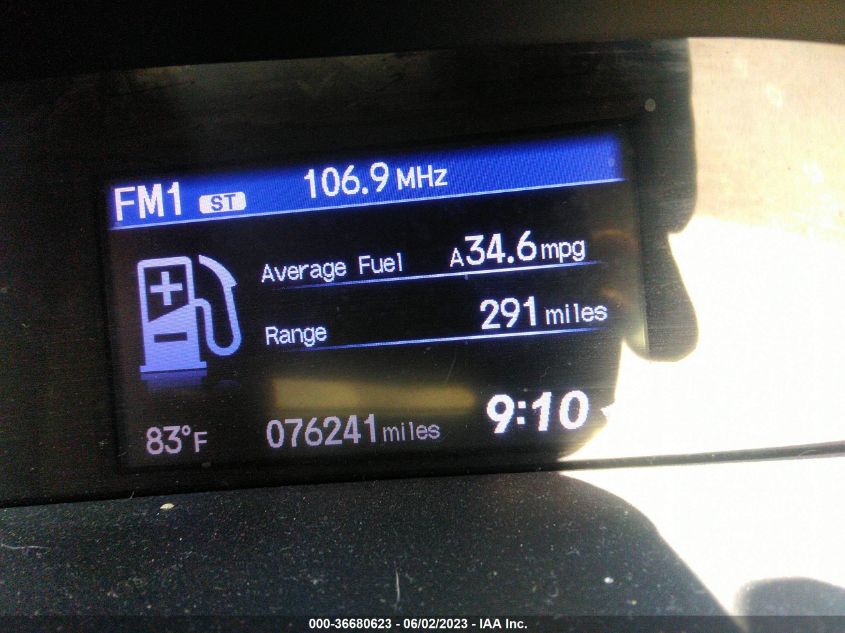 FM1 ST 106.9 MHz
Average Fuel A34.6 mpg
Range 291 miles
83°F 076241 miles 9:10
000-36680623 - 06/02/2023 - IAA Inc.